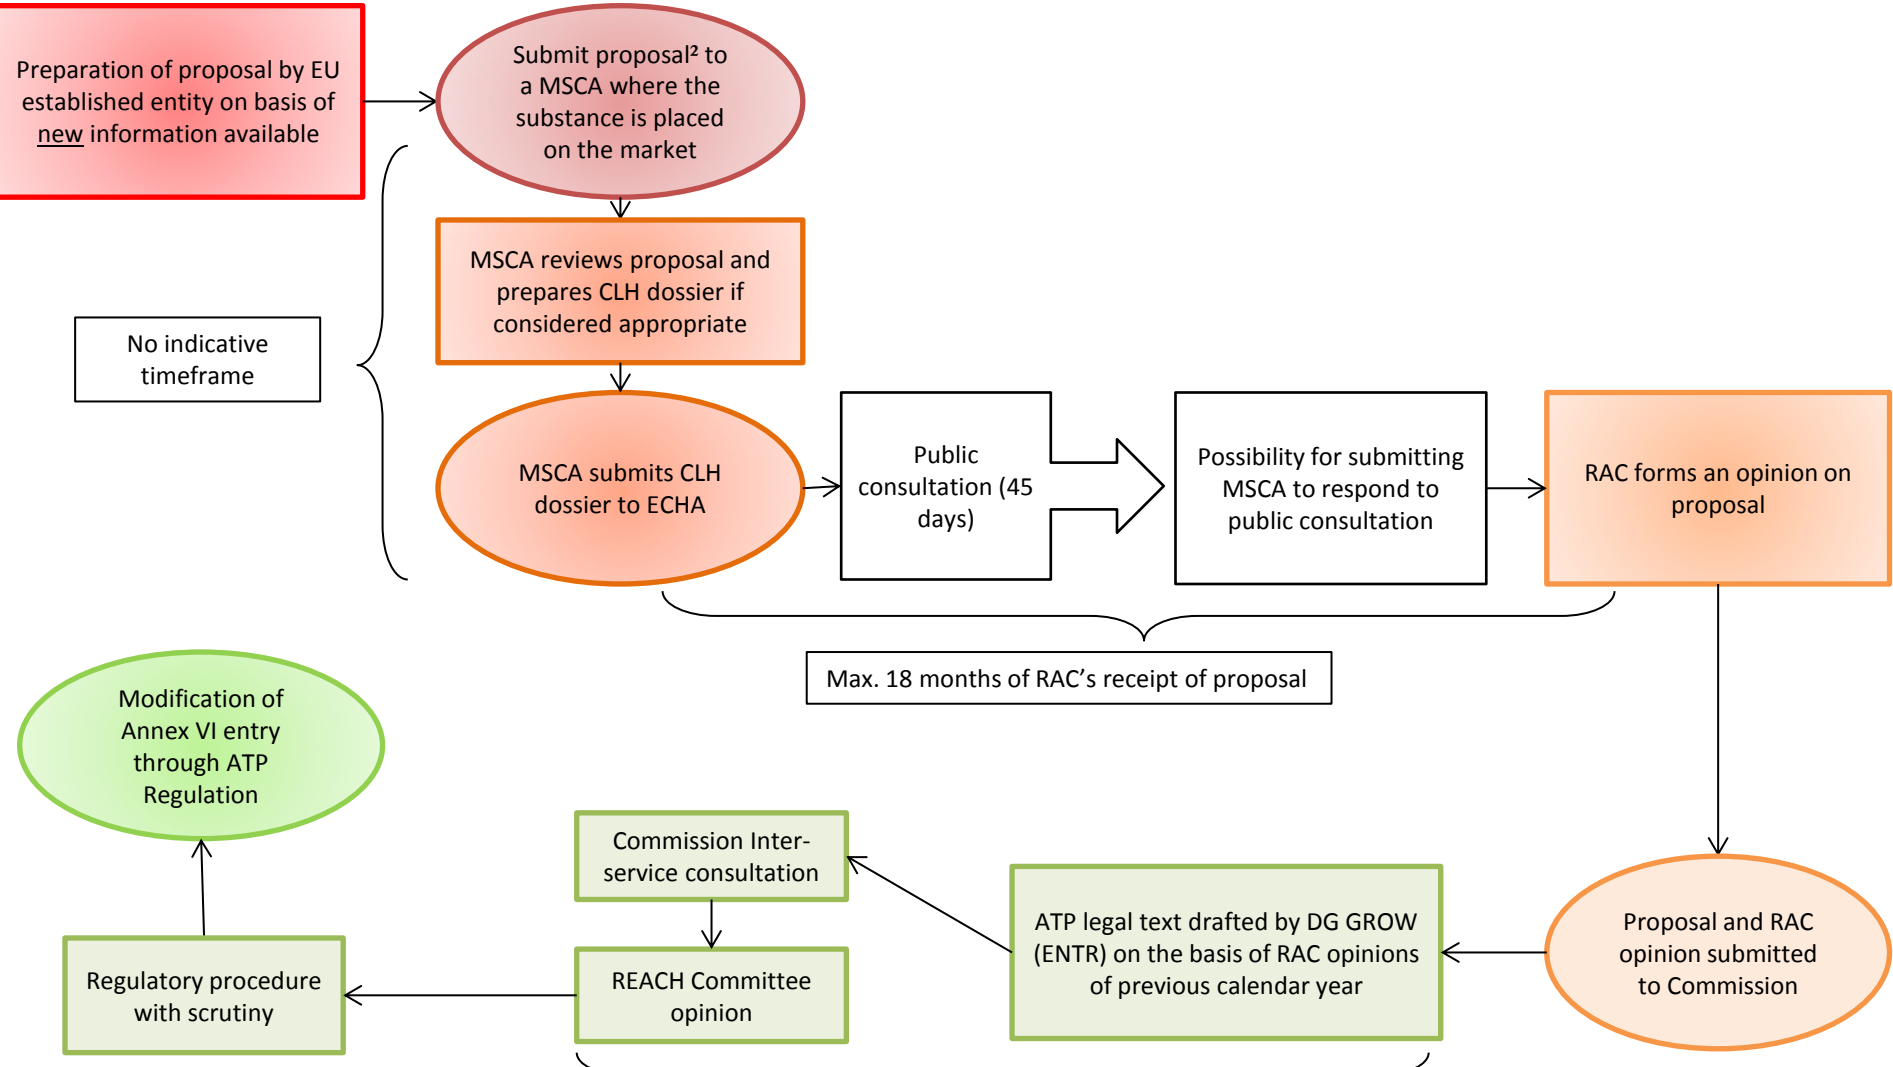 Preparation of proposal by EU
established entity on basis of
new information available
Submit proposal² to
a MSCA where the
substance is placed
on the market
MSCA reviews proposal and
prepares CLH dossier if
considered appropriate
No indicative
timeframe
MSCA submits CLH
dossier to ECHA
Public
consultation (45
days)
Possibility for submitting
MSCA to respond to
public consultation
RAC forms an opinion on
proposal
Max. 18 months of RAC’s receipt of proposal
Proposal and RAC
opinion submitted
to Commission
ATP legal text drafted by DG GROW
(ENTR) on the basis of RAC opinions
of previous calendar year
Commission Inter-
service consultation
REACH Committee
opinion
Regulatory procedure
with scrutiny
Modification of
Annex VI entry
through ATP
Regulation